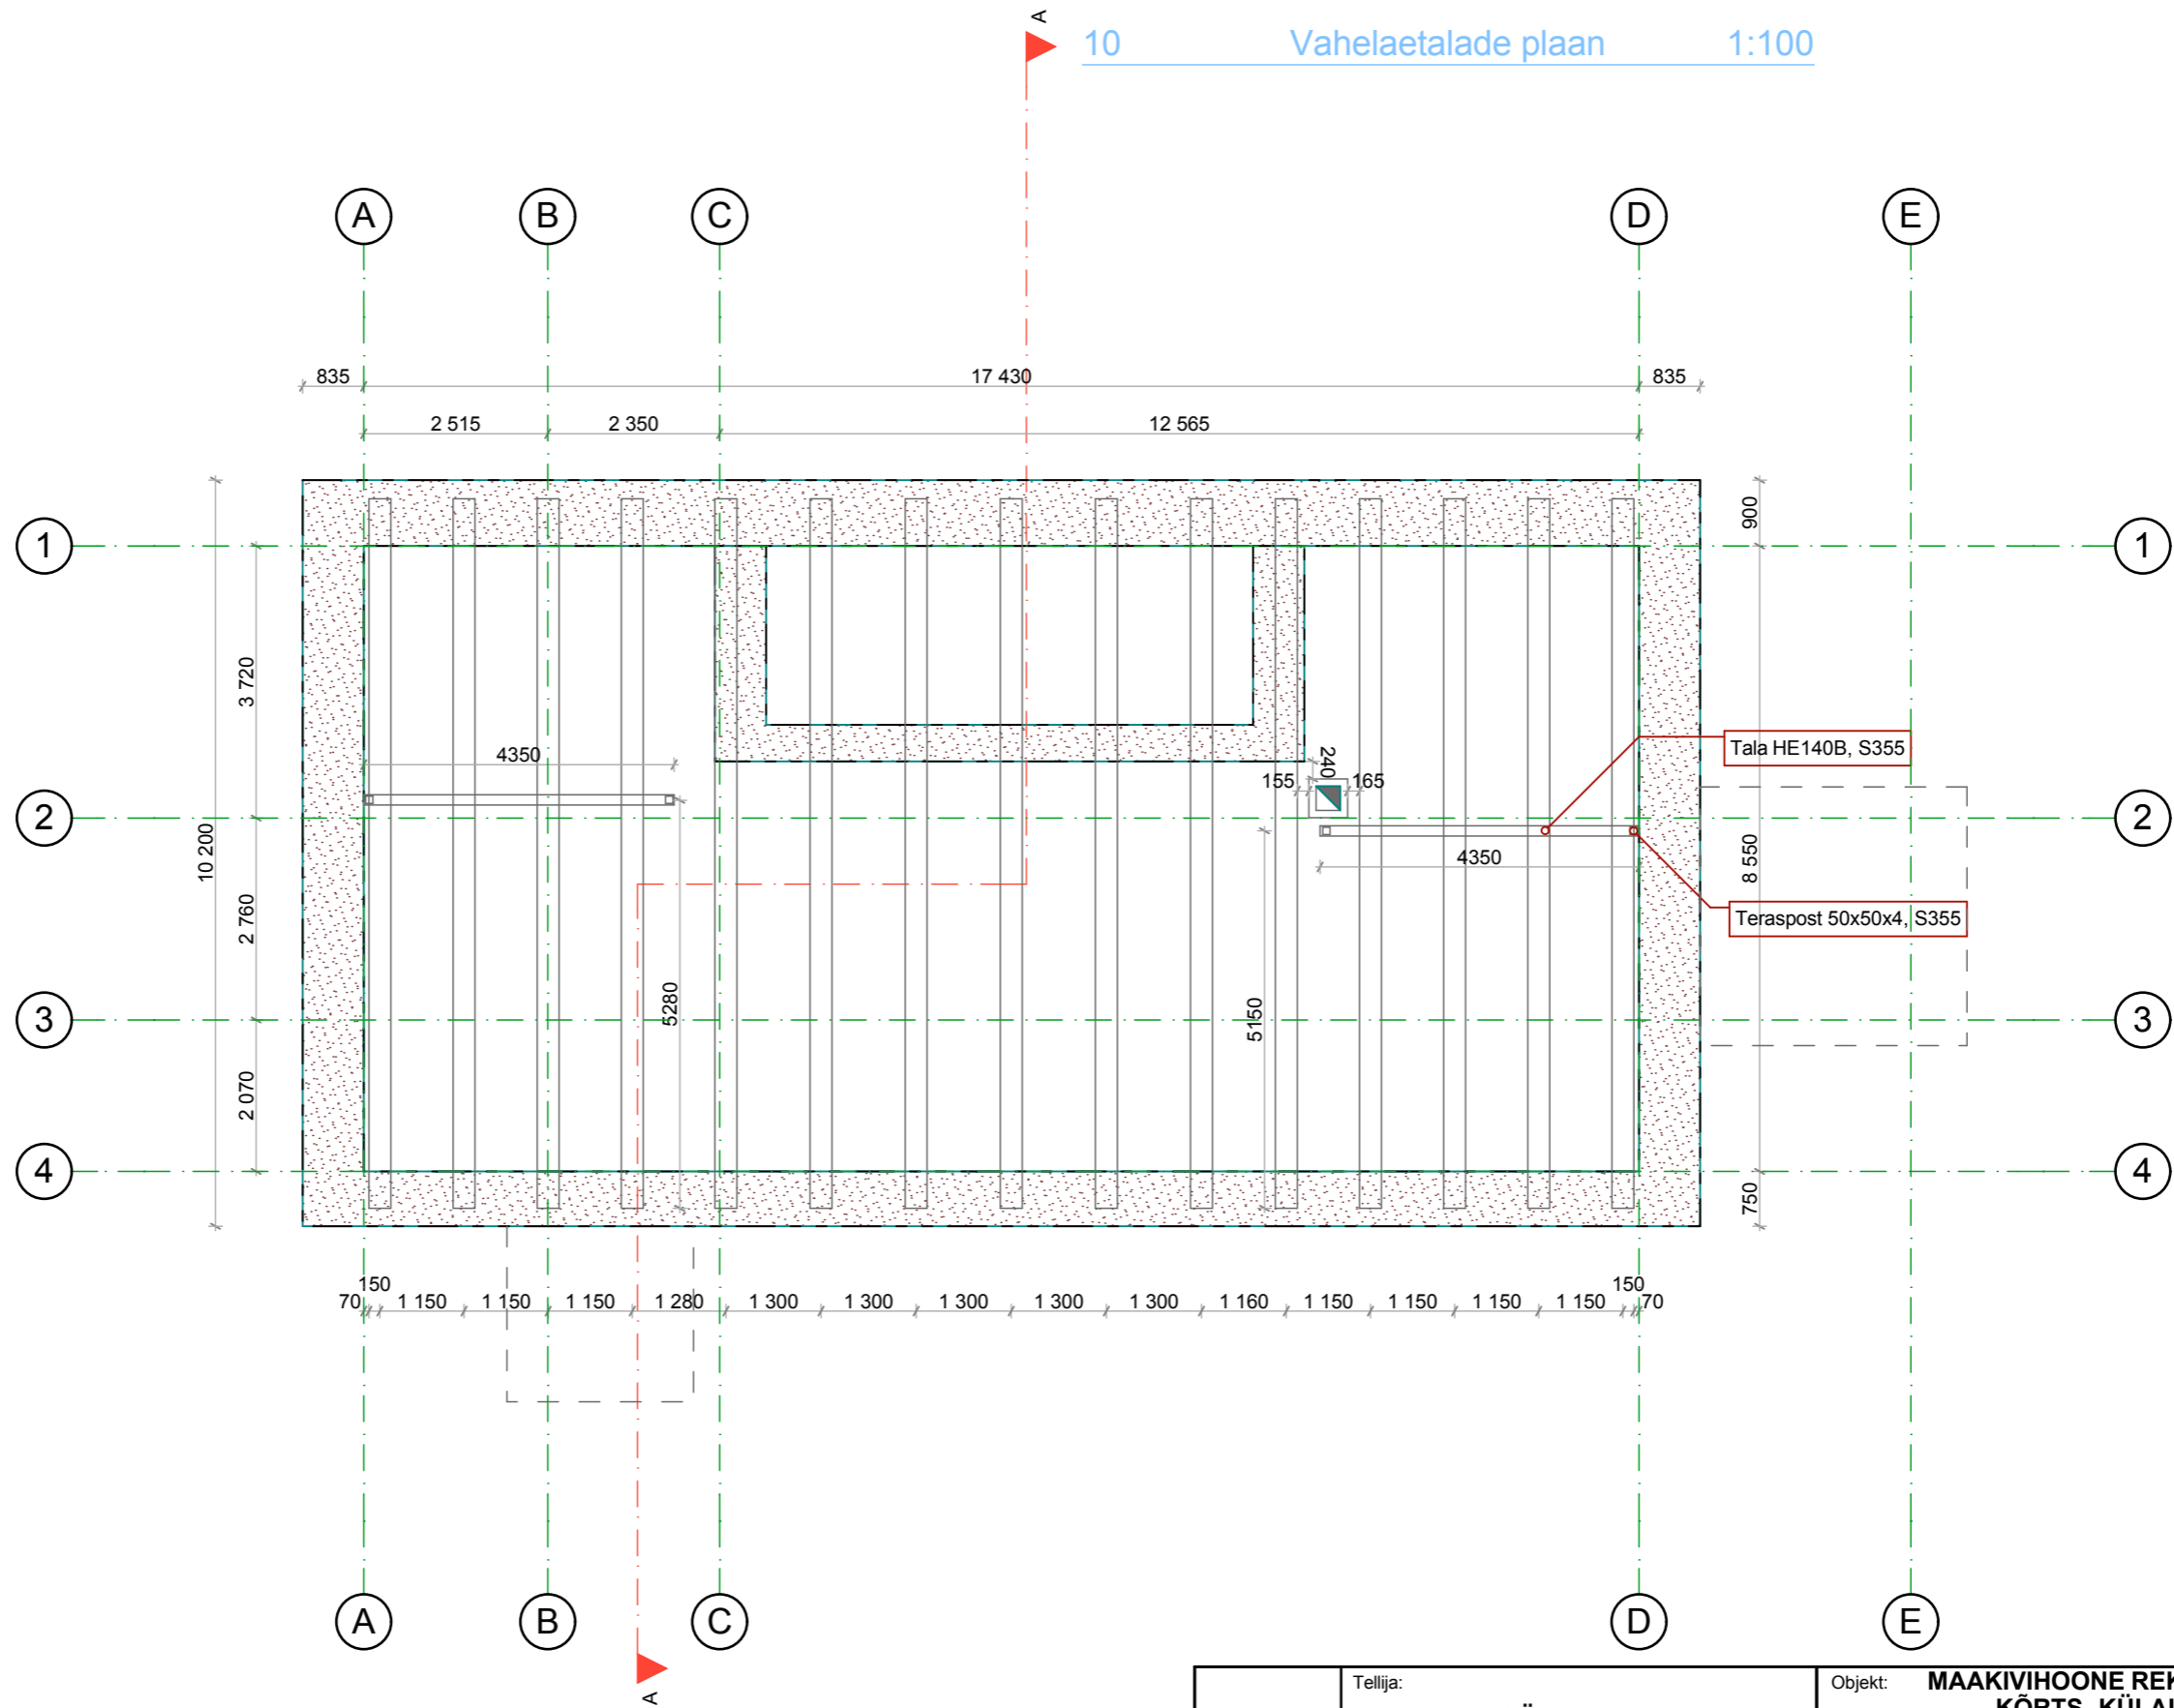 A
10 Vahelaetalade plaan 1:100
A B C D E
835 17 430 835
2 515 2 350 12 565
900
1 1
3 720
4350
240
155 165
Tala HE140B, S355
2 2
10 200
4350
8 550
2 760
Teraspost 50x50x4, S355
5280
5150
3 3
2 070
4 4
750
150 150
70 1 150 1 150 1 150 1 280 1 300 1 300 1 300 1 300 1 300 1 160 1 150 1 150 1 150 1 150 70
A B C D E
A
Tellija:
Objekt: MAAKIVIHOONE